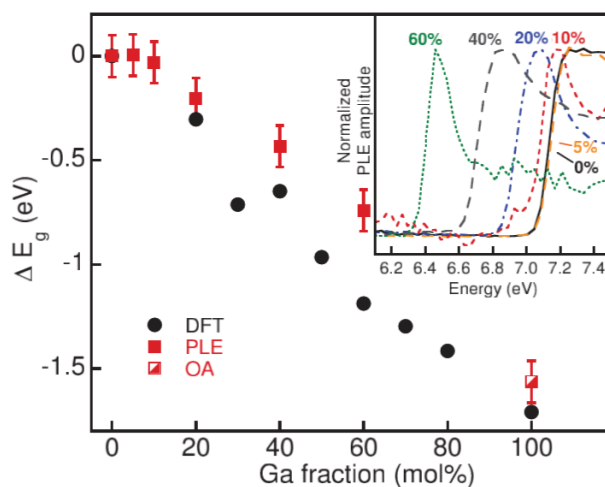 60%
40%
20%
10%
5%
0%
Normalized
PLE amplitude
6.2 6.4 6.6 6.8 7.0 7.2 7.4
Energy (eV)
0
-0.5
-1
-1.5
Δ E_g (eV)
DFT
PLE
OA
0 20 40 60 80 100
Ga fraction (mol%)